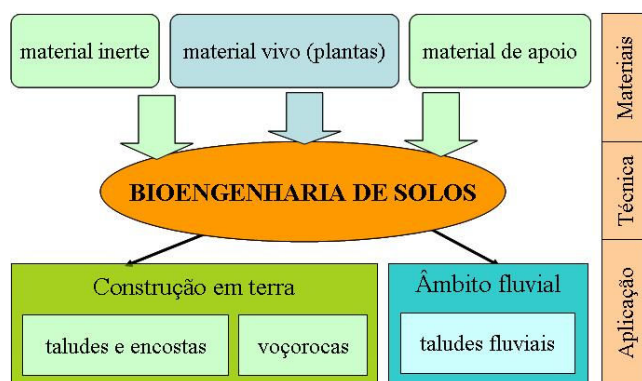 material inerte
material vivo (plantas)
material de apoio
Materiais
BIOENGENHARIA DE SOLOS
Técnica
Construção em terra
taludes e encostas
voçorocas
Âmbito fluvial
taludes fluviais
Aplicação